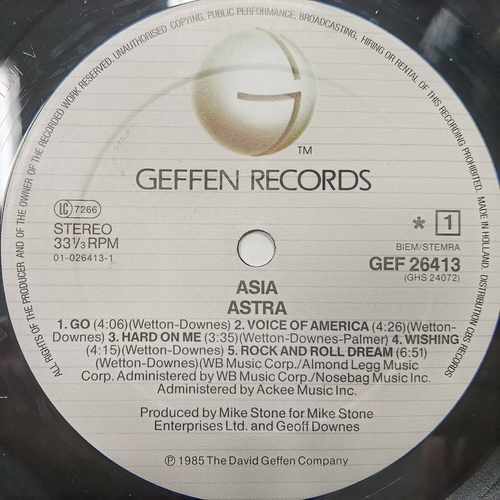 ALL RIGHTS OF THE PRODUCER AND OF THE OWNER OF THE RECORDED WORK RESERVED. UNAUTHORISED COPYING, PUBLIC PERFORMANCE, BROADCASTING, HIRING OR RENTAL OF THIS RECORDING PROHIBITED. MADE IN HOLLAND. DISTRIBUTION CBS RECORDS
G
TM
GEFFEN RECORDS
LC 7266
STEREO
33⅓ RPM
01-026413-1
* 1
BIEM/STEMRA
GEF 26413
(GHS 24072)
ASIA
ASTRA
1. GO (4:06)(Wetton-Downes) 2. VOICE OF AMERICA (4:26)(Wetton-
Downes) 3. HARD ON ME (3:35)(Wetton-Downes-Palmer) 4. WISHING
(4:15)(Wetton-Downes) 5. ROCK AND ROLL DREAM (6:51)
(Wetton-Downes)(WB Music Corp./Almond Legg Music
Corp. Administered by WB Music Corp./Nosebag Music Inc.
Administered by Ackee Music Inc.
Produced by Mike Stone for Mike Stone
Enterprises Ltd. and Geoff Downes
℗ 1985 The David Geffen Company